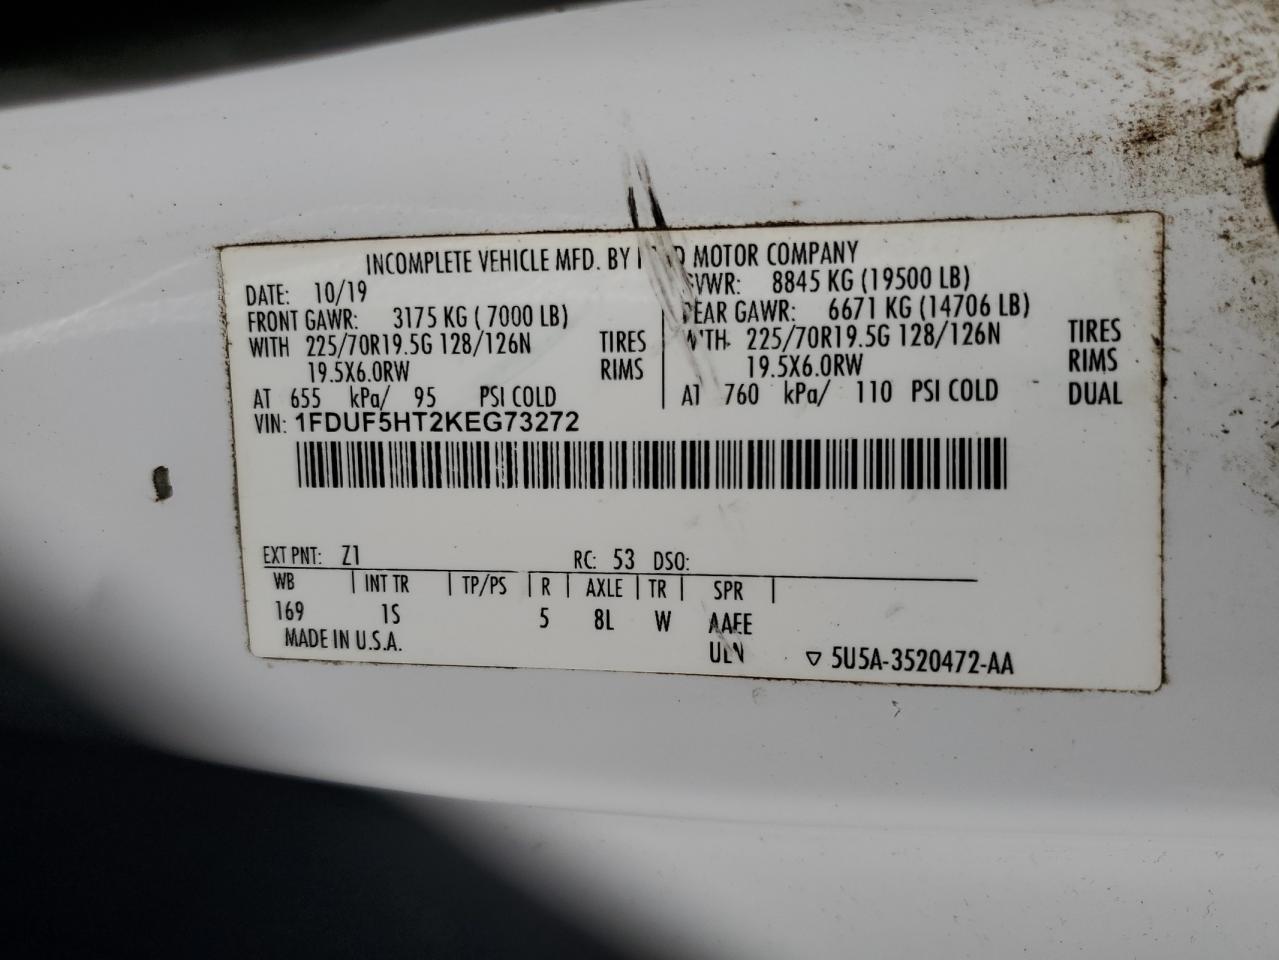 INCOMPLETE VEHICLE MFD. BY MOTOR COMPANY
DATE: 10/19 GVWR: 8845 KG (19500 LB)
FRONT GAWR: 3175 KG ( 7000 LB) REAR GAWR: 6671 KG (14706 LB)
WITH 225/70R19.5G 128/126N TIRES WITH 225/70R19.5G 128/126N TIRES
19.5X6.0RW RIMS 19.5X6.0RW RIMS
AT 655 kPa/ 95 PSI COLD AT 760 kPa/ 110 PSI COLD DUAL
VIN: 1FDUF5HT2KEG73272
EXT PNT: Z1 RC: 53 DSO:
WB INT TR TP/PS R AXLE TR SPR
169 1S 5 8L W
MADE IN U.S.A. 5U5A-3520472-AA